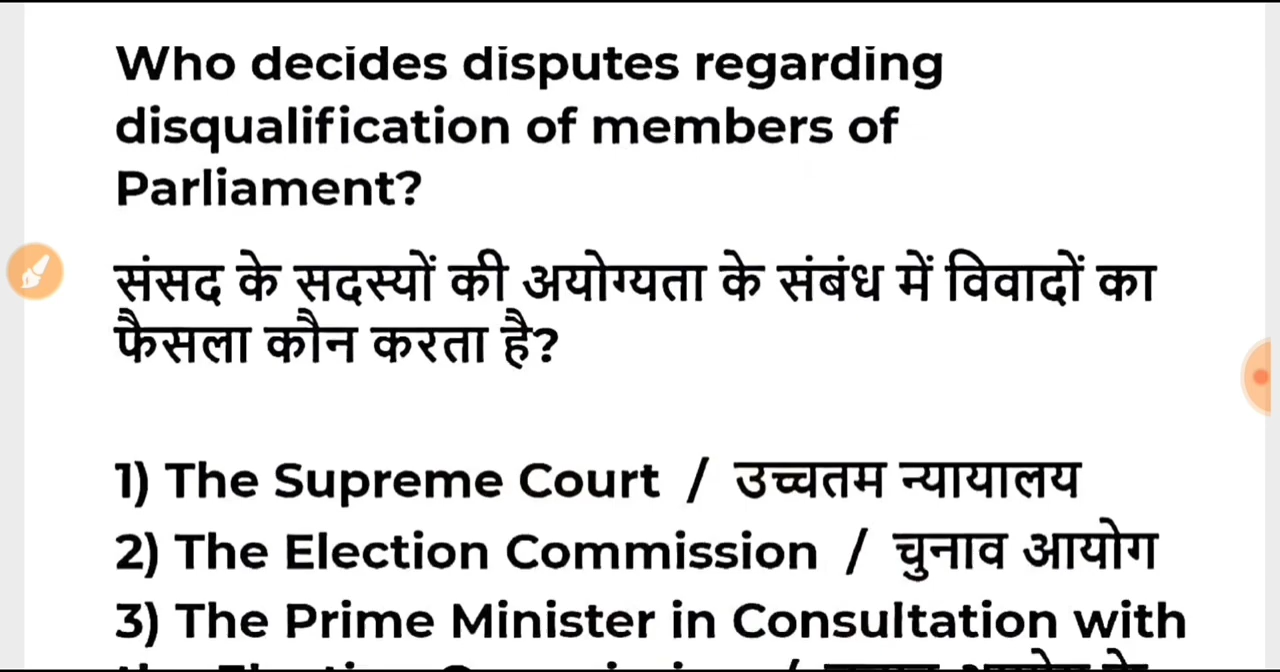 Who decides disputes regarding
disqualification of members of
Parliament?
संसद के सदस्यों की अयोग्यता के संबंध में विवादों का
फैसला कौन करता है?
1) The Supreme Court / उच्चतम न्यायालय
2) The Election Commission / चुनाव आयोग
3) The Prime Minister in Consultation with